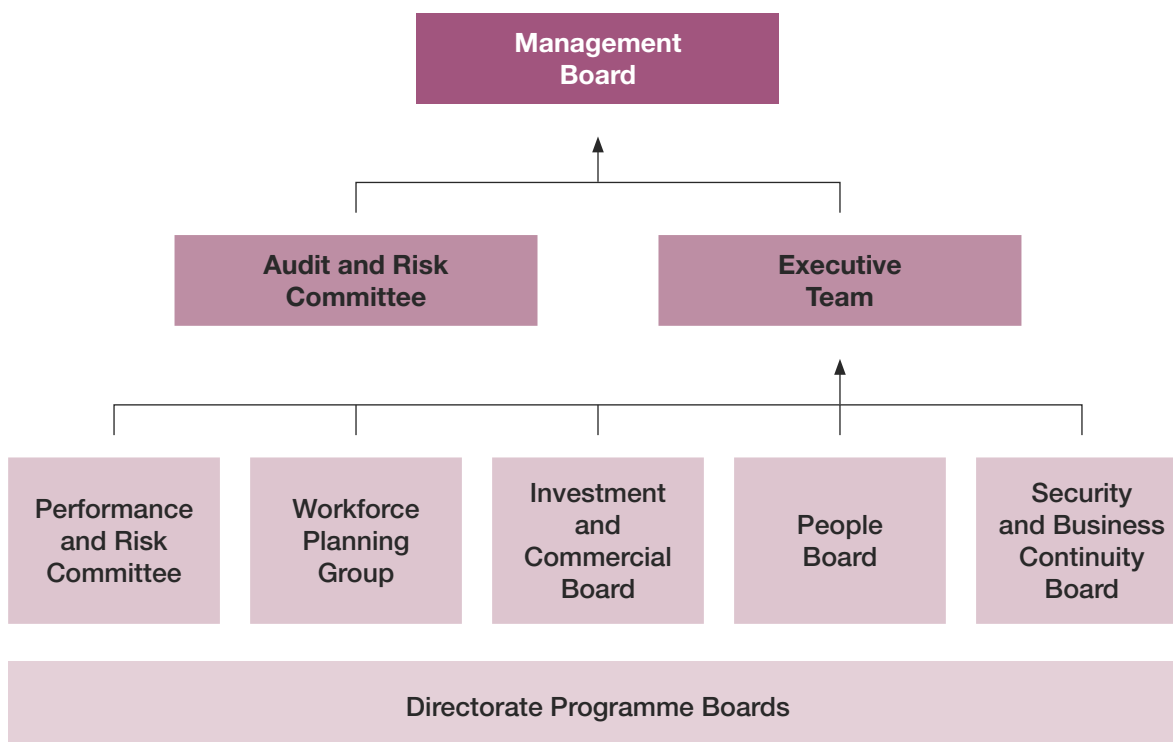 Management
Board
Audit and Risk
Committee
Executive
Team
Performance
and Risk
Committee
Workforce
Planning
Group
Investment
and
Commercial
Board
People
Board
Security
and Business
Continuity
Board
Directorate Programme Boards